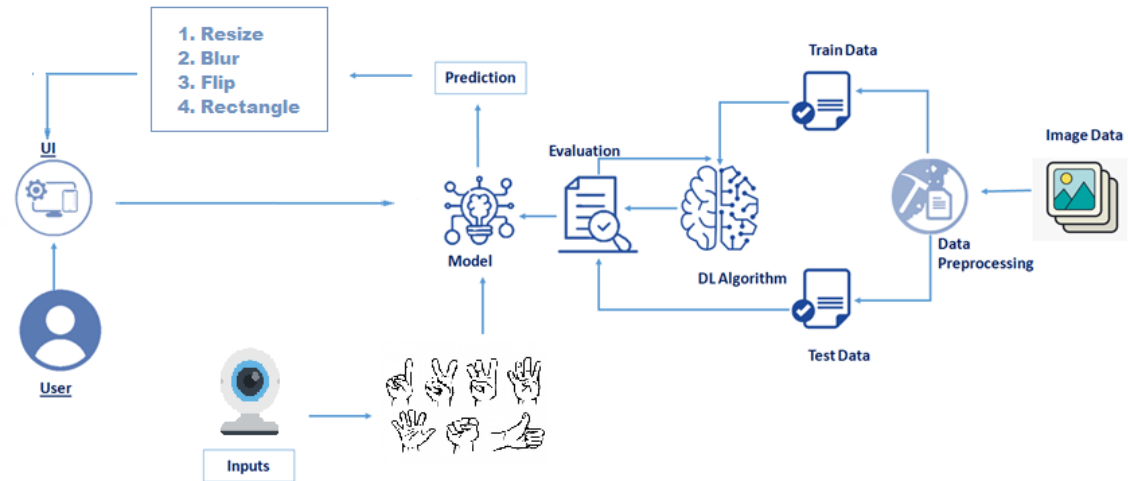 1. Resize
2. Blur
3. Flip
4. Rectangle
Prediction
Train Data
Image Data
UI
Evaluation
Model
DL Algorithm
Data
Preprocessing
Test Data
User
Inputs